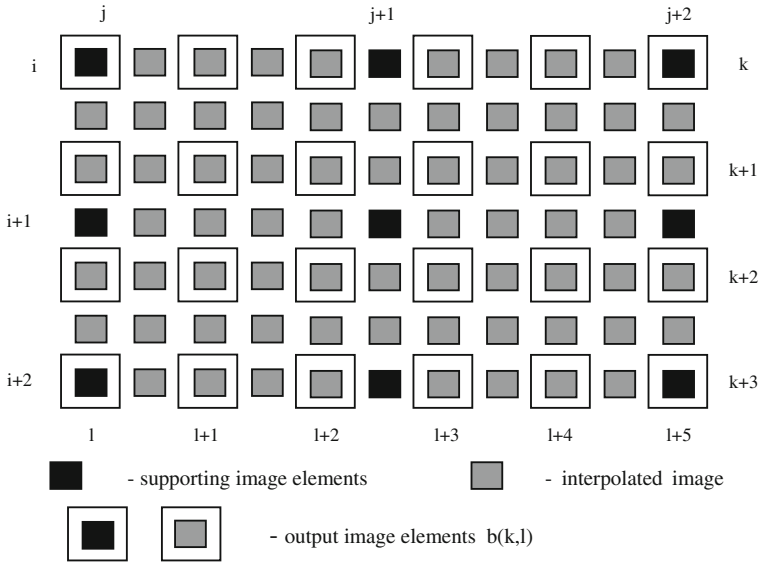 j j+1 j+2
i k
k+1
i+1
k+2
i+2 k+3
l l+1 l+2 l+3 l+4 l+5
- supporting image elements - interpolated image
- output image elements b(k,l)